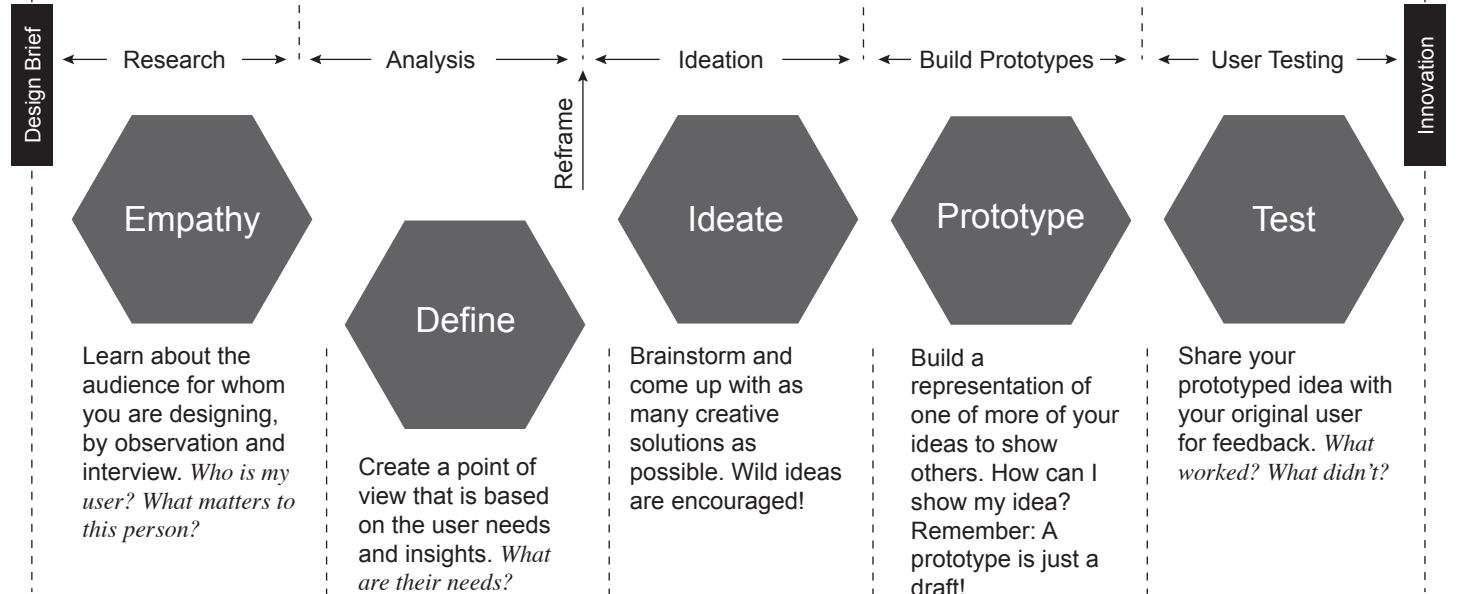 Design Brief
Research
Analysis
Ideation
Build Prototypes
User Testing
Innovation
Reframe
Empathy
Define
Ideate
Prototype
Test
Learn about the
audience for whom
you are designing,
by observation and
interview. Who is my
user? What matters to
this person?
Create a point of
view that is based
on the user needs
and insights. What
are their needs?
Brainstorm and
come up with as
many creative
solutions as
possible. Wild ideas
are encouraged!
Build a
representation of
one of more of your
ideas to show
others. How can I
show my idea?
Remember: A
prototype is just a
draft!
Share your
prototyped idea with
your original user
for feedback. What
worked? What didn’t?